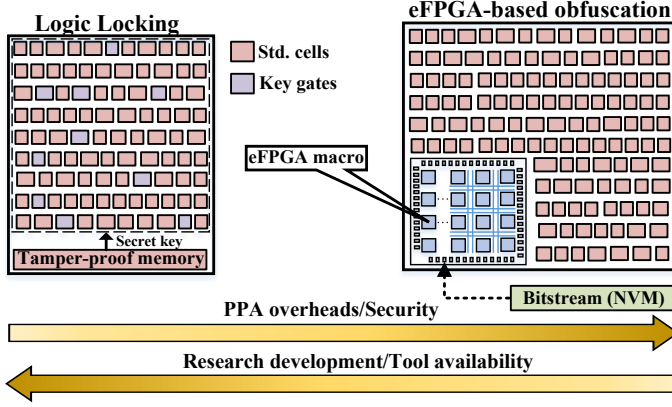 Logic Locking
eFPGA-based obfuscation
Std. cells
Key gates
eFPGA macro
Secret key
Tamper-proof memory
Bitstream (NVM)
PPA overheads/Security
Research development/Tool availability